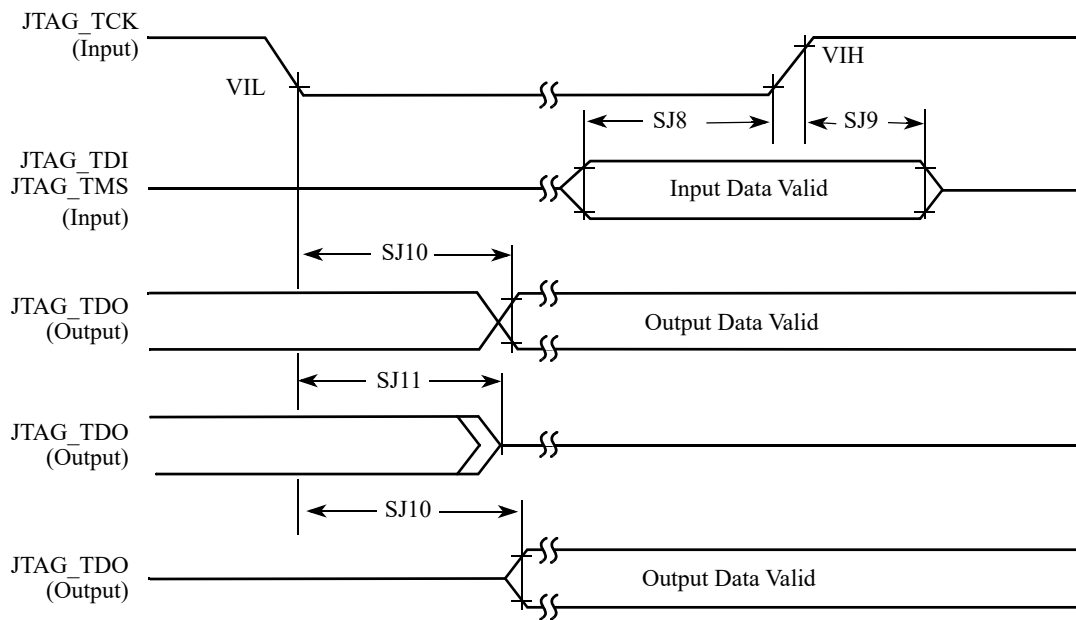 JTAG_TCK
(Input)
VIH
VIL
SJ8
SJ9
JTAG_TDI
JTAG_TMS
(Input)
Input Data Valid
SJ10
JTAG_TDO
(Output)
Output Data Valid
SJ11
JTAG_TDO
(Output)
SJ10
JTAG_TDO
(Output)
Output Data Valid